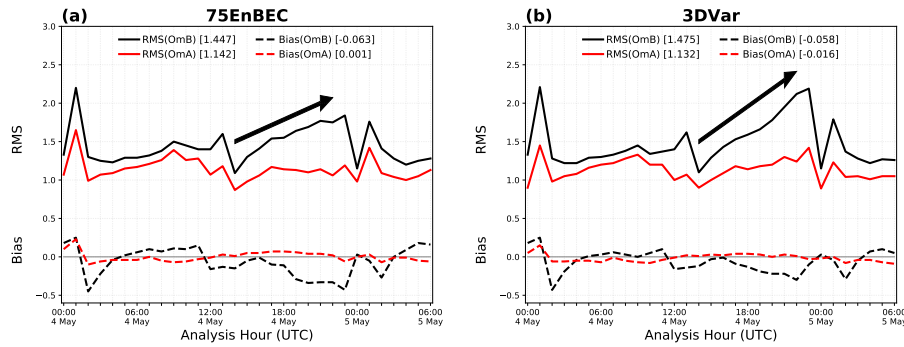 (a) 75EnBEC
RMS(OmB) [1.447] Bias(OmB) [-0.063]
RMS(OmA) [1.142] Bias(OmA) [0.001]
3.0
2.5
2.0
1.5
1.0
0.5
0.0
−0.5
RMS
Bias
00:00 06:00 12:00 18:00 00:00 06:00
4 May 4 May 4 May 4 May 5 May 5 May
Analysis Hour (UTC)
(b) 3DVar
RMS(OmB) [1.475] Bias(OmB) [-0.058]
RMS(OmA) [1.132] Bias(OmA) [-0.016]
3.0
2.5
2.0
1.5
1.0
0.5
0.0
−0.5
RMS
Bias
00:00 06:00 12:00 18:00 00:00 06:00
4 May 4 May 4 May 4 May 5 May 5 May
Analysis Hour (UTC)